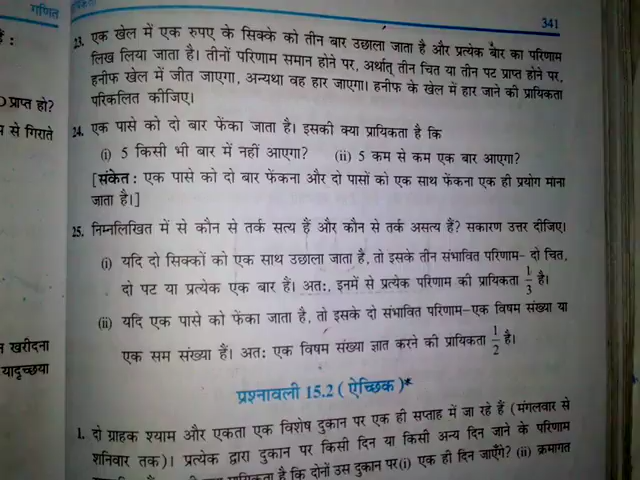 गणित
341
23. एक खेल में एक रुपए के सिक्के को तीन बार उछाला जाता है और प्रत्येक बार का परिणाम
लिख लिया जाता है। तीनों परिणाम समान होने पर, अर्थात् तीन चित या तीन पट प्राप्त होने पर,
हनीफ खेल में जीत जाएगा, अन्यथा वह हार जाएगा। हनीफ के खेल में हार जाने की प्रायिकता
परिकलित कीजिए।
प्राप्त हो?
से गिराते
24. एक पासे को दो बार फेंका जाता है। इसकी क्या प्रायिकता है कि
(i) 5 किसी भी बार में नहीं आएगा? (ii) 5 कम से कम एक बार आएगा?
[संकेत : एक पासे को दो बार फेंकना और दो पासों को एक साथ फेंकना एक ही प्रयोग माना
जाता है।]
25. निम्नलिखित में से कौन से तर्क सत्य हैं और कौन से तर्क असत्य हैं? सकारण उत्तर दीजिए।
(i) यदि दो सिक्कों को एक साथ उछाला जाता है, तो इसके तीन संभावित परिणाम- दो चित,
दो पट या प्रत्येक एक बार हैं। अतः, इनमें से प्रत्येक परिणाम की प्रायिकता 1/3 है।
(ii) यदि एक पासे को फेंका जाता है, तो इसके दो संभावित परिणाम-एक विषम संख्या या
एक सम संख्या हैं। अतः एक विषम संख्या ज्ञात करने की प्रायिकता 1/2 है।
खरीदना
यादृच्छया
प्रश्नावली 15.2 ( ऐच्छिक )*
1. दो ग्राहक श्याम और एकता एक विशेष दुकान पर एक ही सप्ताह में जा रहे हैं (मंगलवार से
शनिवार तक)। प्रत्येक द्वारा दुकान पर किसी दिन या किसी अन्य दिन जाने के परिणाम
है कि दोनों उस दुकान पर(i) एक ही दिन जाएँगे? (ii) क्रमागत